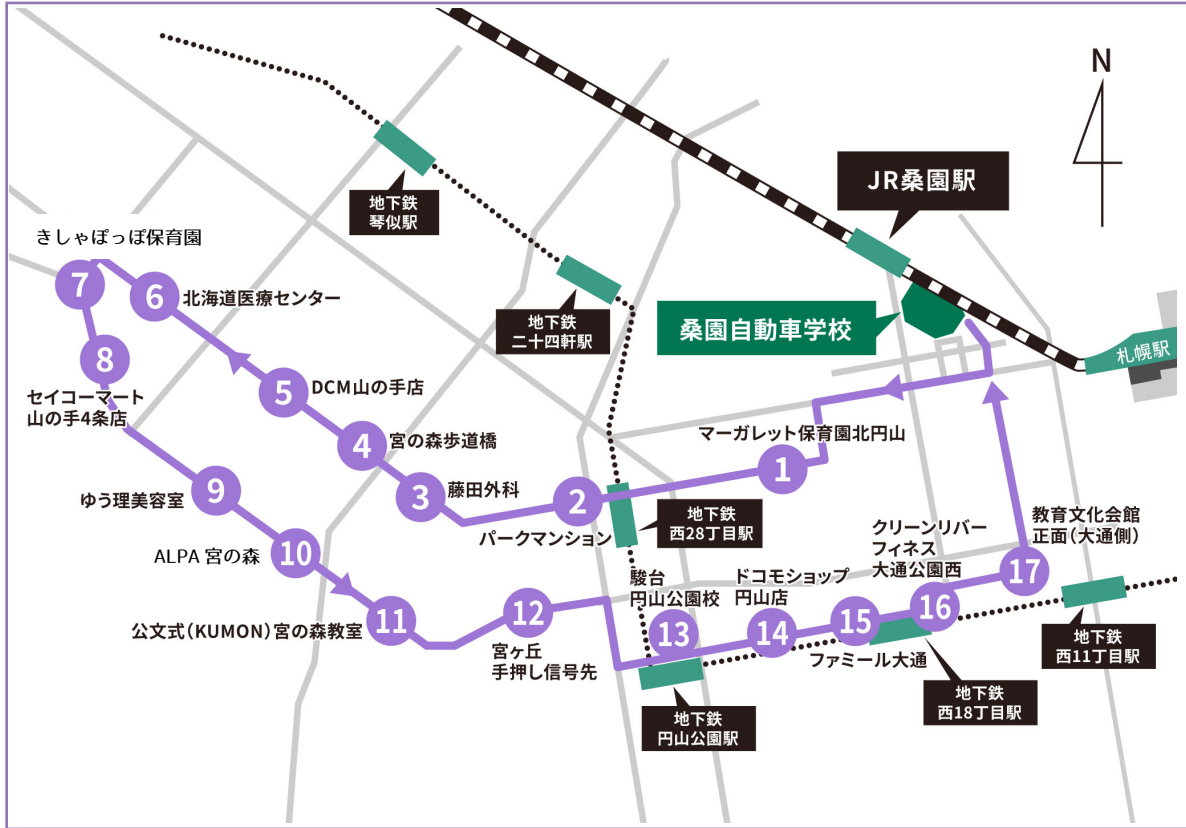 N
JR桑園駅
地下鉄
琴似駅
きしゃぽっぽ保育園
7
6
北海道医療センター
地下鉄
二十四軒駅
桑園自動車学校
札幌駅
8
セイコーマート
山の手4条店
5
DCM山の手店
4
宮の森歩道橋
マーガレット保育園北円山
1
3
藤田外科
2
パークマンション
地下鉄
西28丁目駅
9
ゆう理美容室
10
ALPA 宮の森
11
公文式(KUMON)宮の森教室
12
宮ヶ丘
手押し信号先
駿台
円山公園校
13
ドコモショップ
円山店
14
15
ファミール大通
クリーンリバー
フィネス
大通公園西
16
教育文化会館
正面(大通側)
17
地下鉄
円山公園駅
地下鉄
西18丁目駅
地下鉄
西11丁目駅